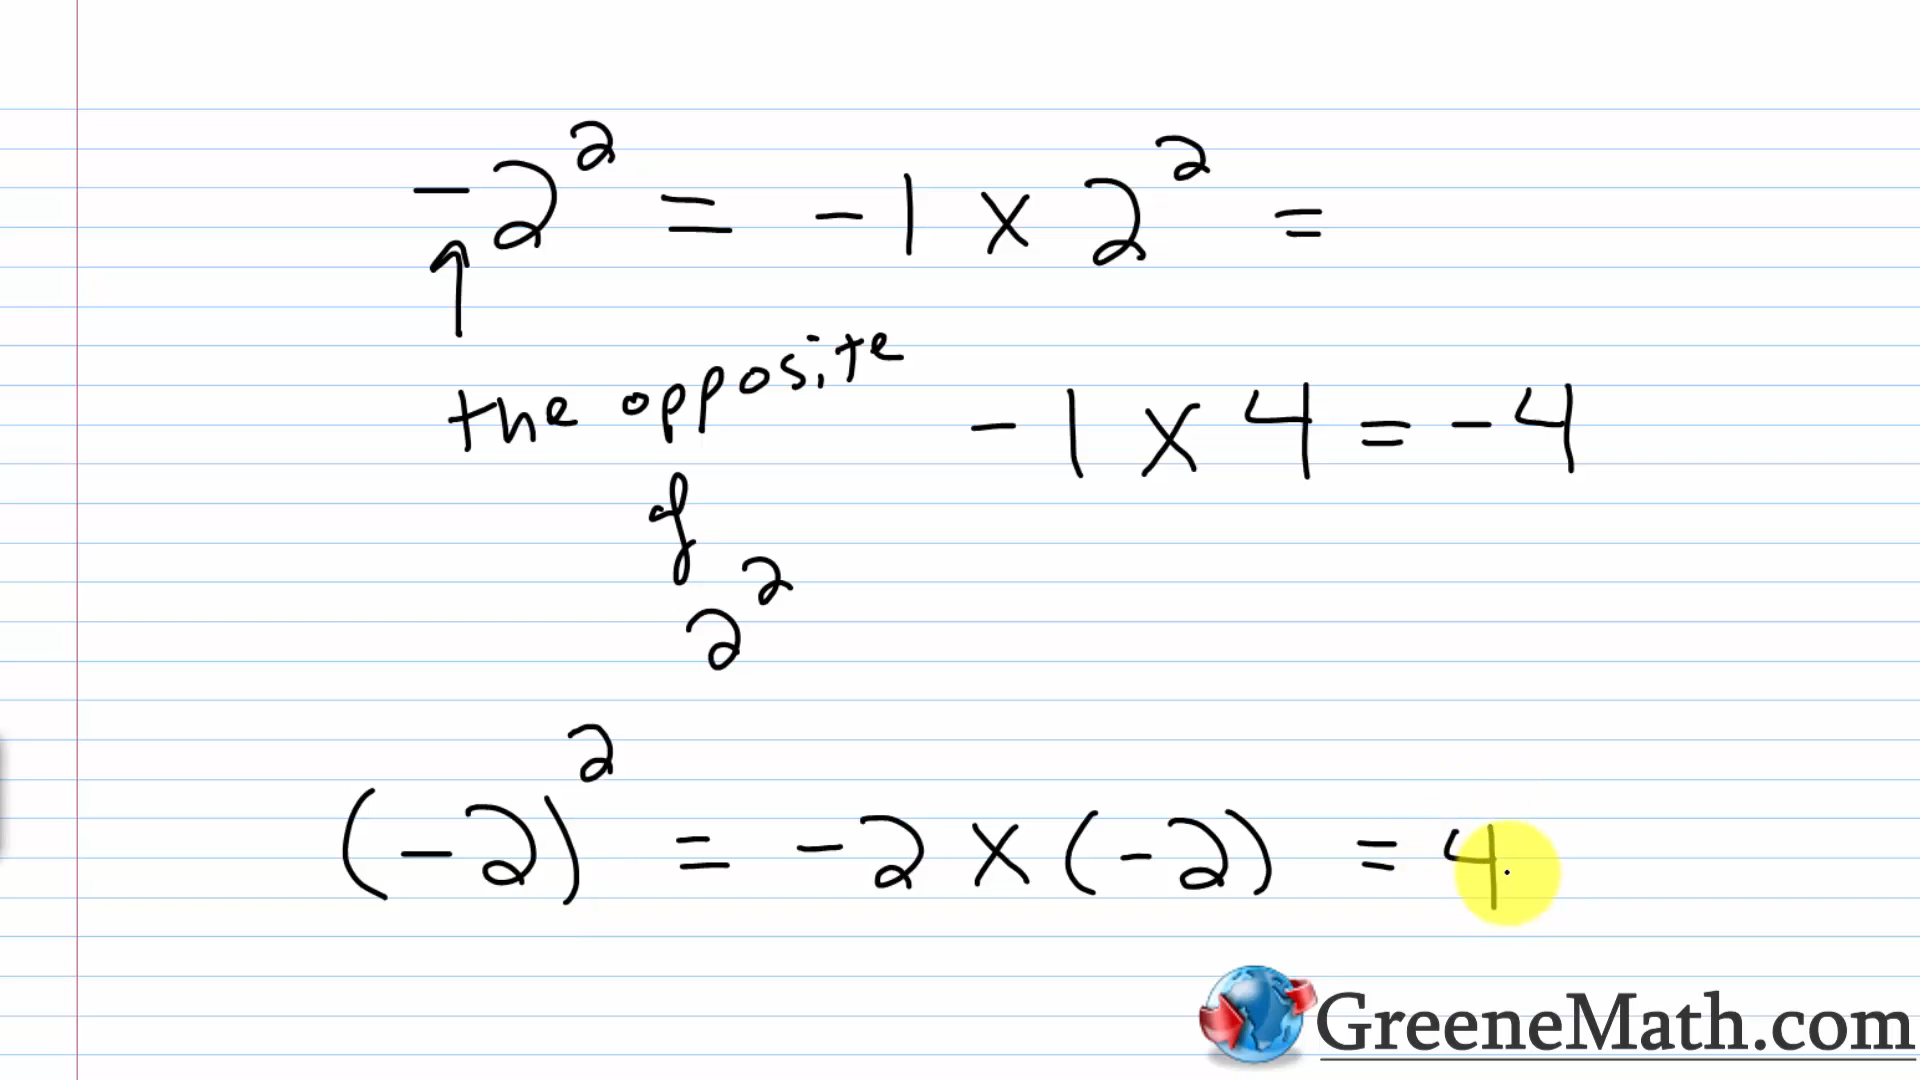 -2² = -1 x 2² =
the opposite
-1 x 4 = -4
of
2²
(-2)² = -2 x (-2) = 4
GreeneMath.com